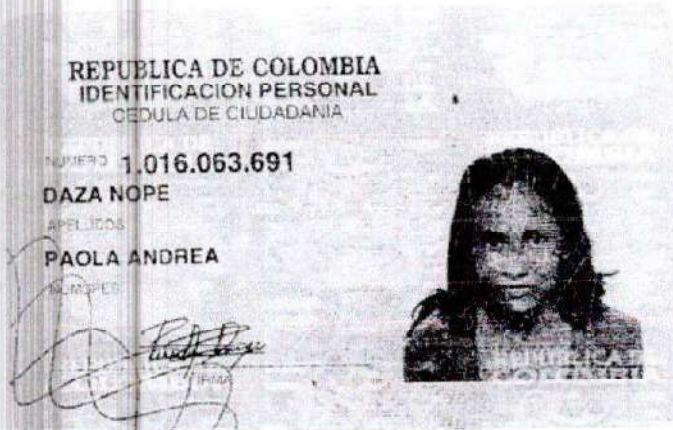 REPUBLICA DE COLOMBIA
IDENTIFICACION PERSONAL
CEDULA DE CIUDADANIA
NUMERO 1.016.063.691
DAZA NOPE
APELLIDOS
PAOLA ANDREA
NOMBRES
FIRMA